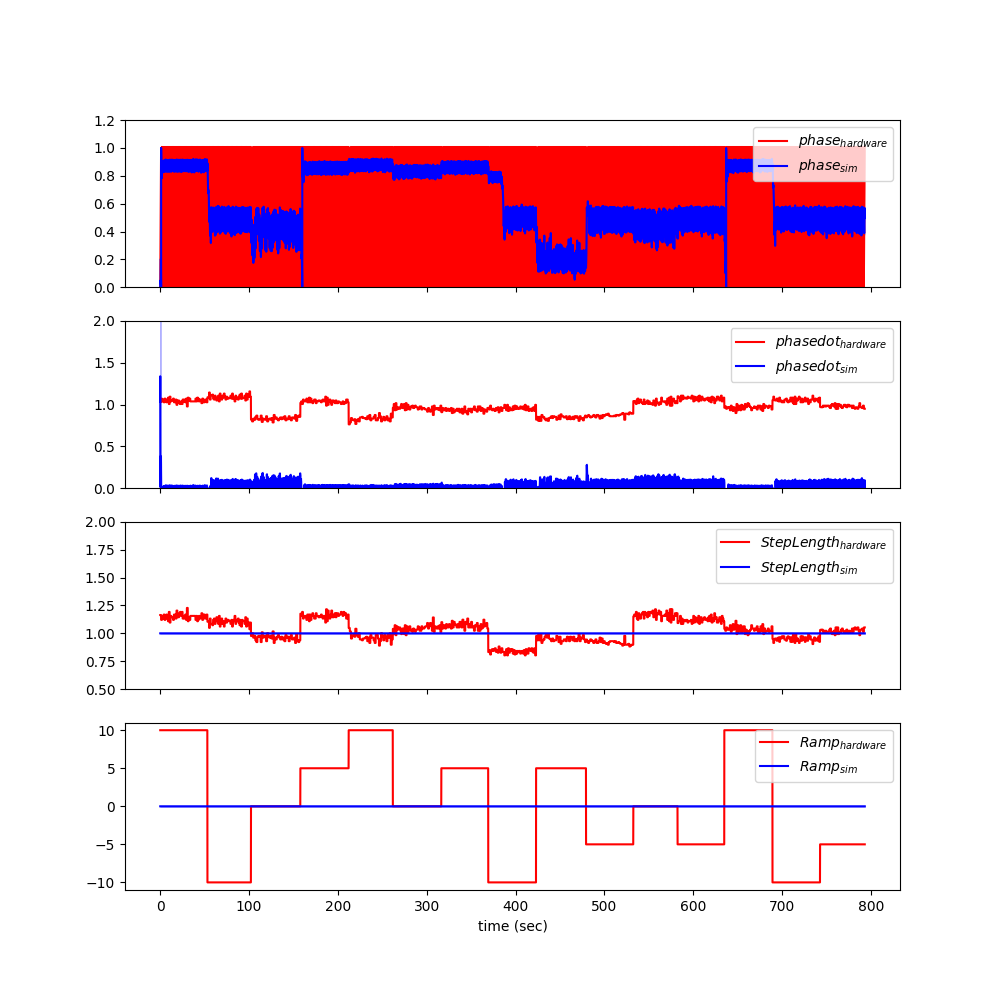 1.2
1.0
0.8
0.6
0.4
0.2
0.0
phase_hardware
phase_sim
2.0
1.5
1.0
0.5
0.0
phasedot_hardware
phasedot_sim
2.00
1.75
1.50
1.25
1.00
0.75
0.50
StepLength_hardware
StepLength_sim
10
5
0
−5
−10
Ramp_hardware
Ramp_sim
0 100 200 300 400 500 600 700 800
time (sec)